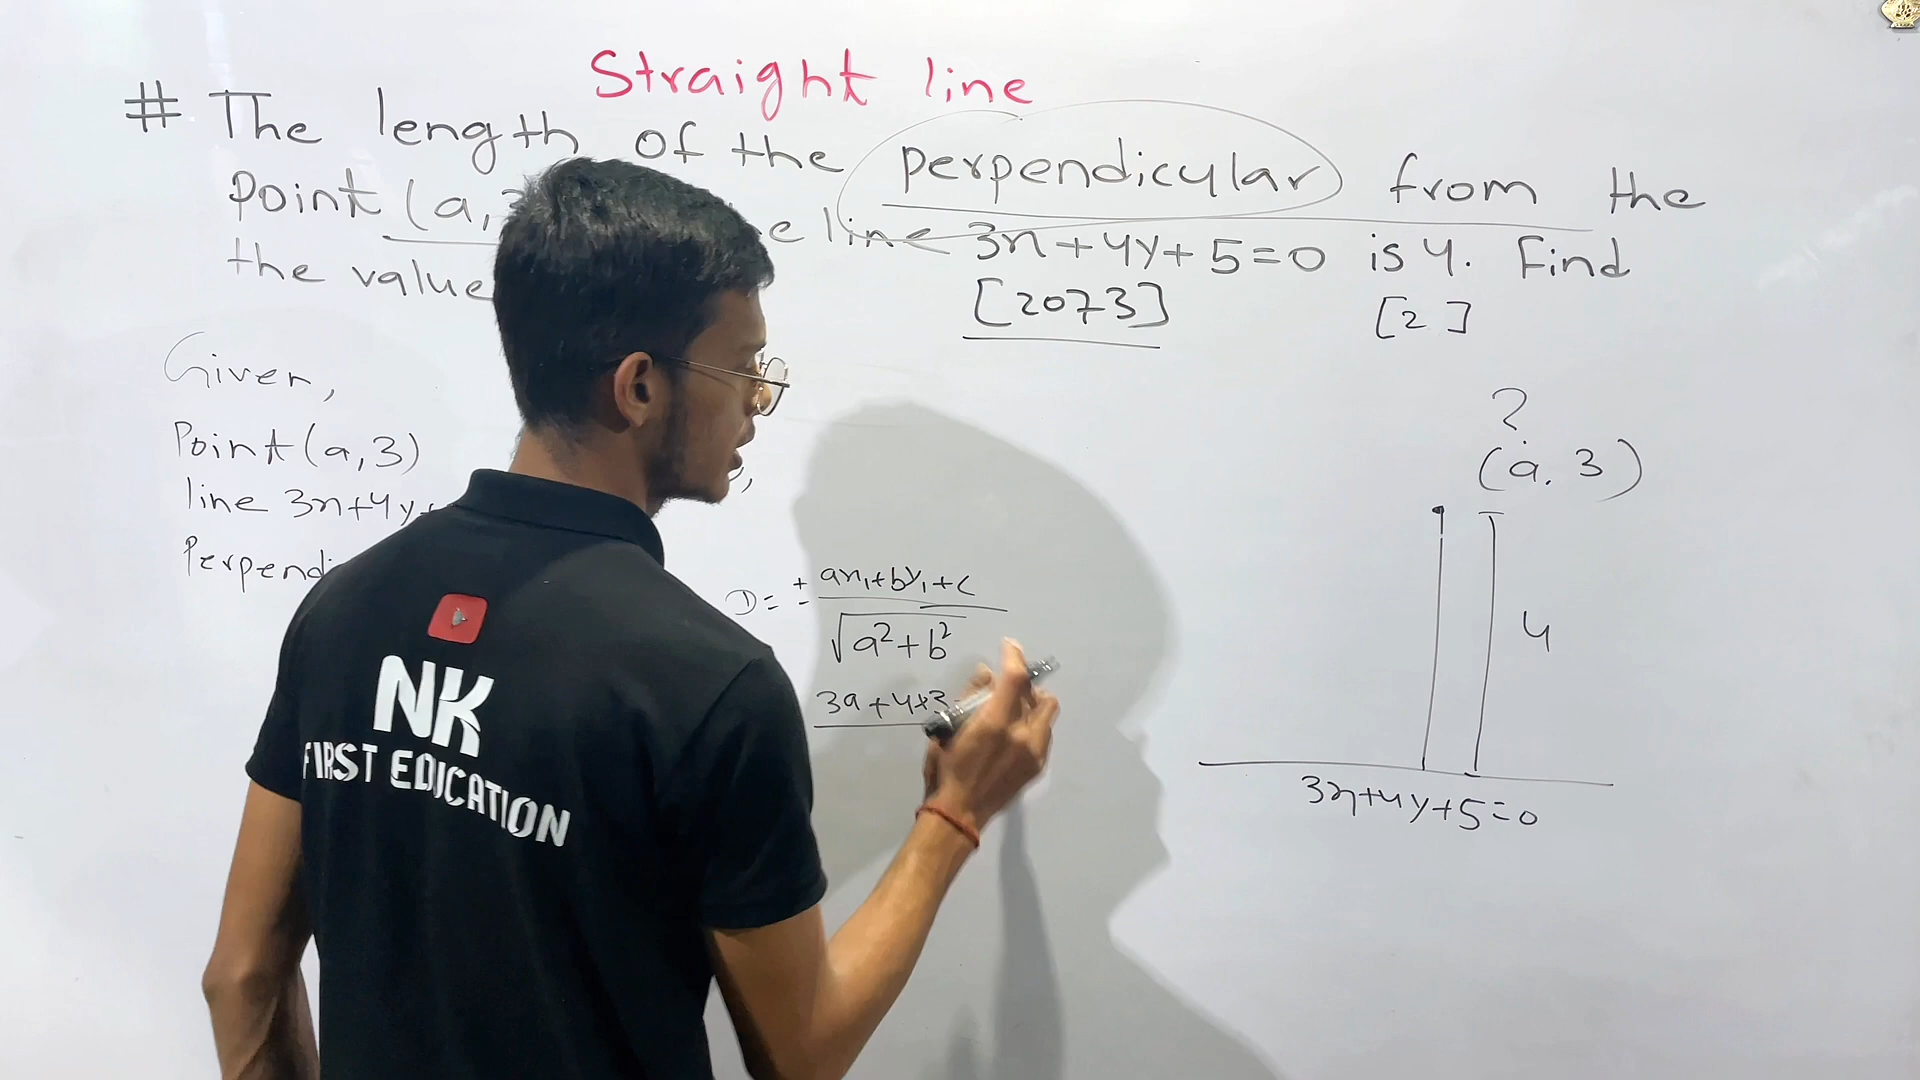 Straight line
# The length of the perpendicular from the
point (a, line 3x+4y+5=0 is 4. Find
the value
[2073] [2]
Given,
Point (a,3)
line 3x+4y+
D = ± ax₁+by₁+c
√a²+b²
3a+4×3
?
(a, 3)
4
3x+4y+5=0
NK
FIRST EDUCATION